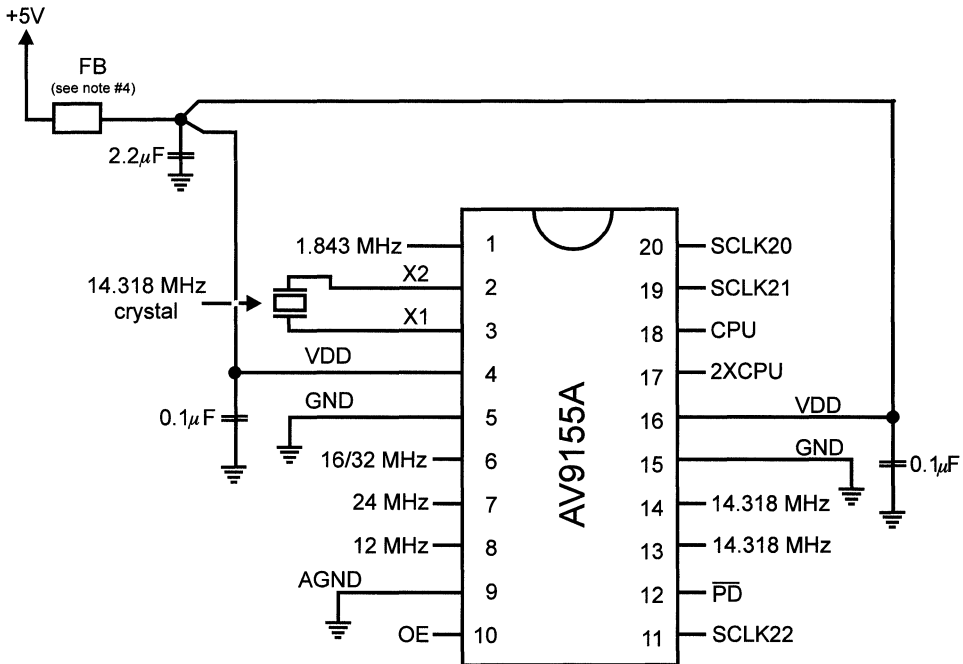 +5V
FB
(see note #4)
2.2μF
14.318 MHz
crystal
0.1μF
1.843 MHz
X2
X1
VDD
GND
16/32 MHz
24 MHz
12 MHz
AGND
OE
1
2
3
4
5
6
7
8
9
10
AV9155A
20
19
18
17
16
15
14
13
12
11
SCLK20
SCLK21
CPU
2XCPU
VDD
GND
14.318 MHz
14.318 MHz
P̅D̅
SCLK22
0.1μF